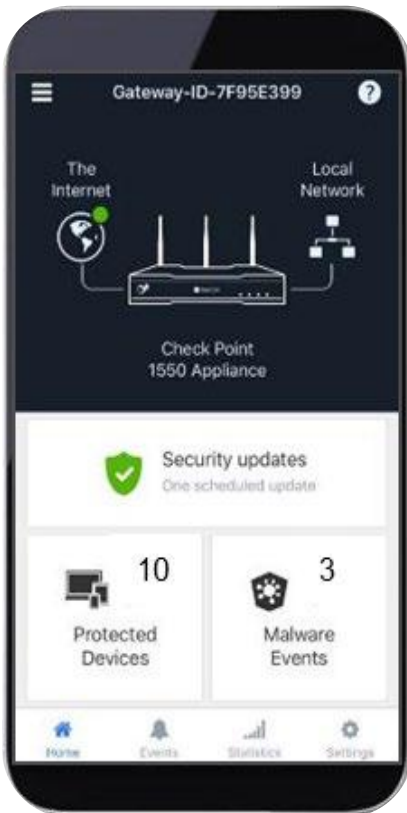 Gateway-ID-7F95E399
?
The
Internet
Local
Network
Check Point
1550 Appliance
Security updates
One scheduled update
10
Protected
Devices
3
Malware
Events
Home
Events
Statistics
Settings